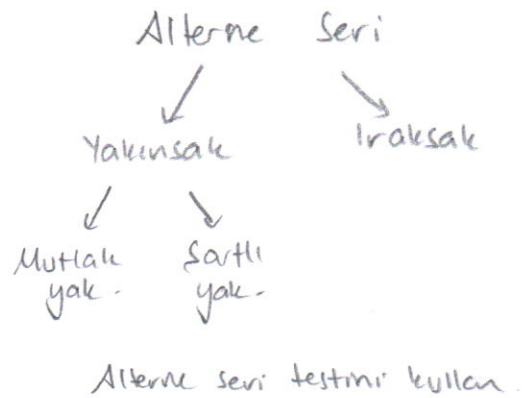 Alterne Seri
Yakınsak Iraksak
Mutlak Şartlı
yak. yak.
Alterne seri testini kullan.